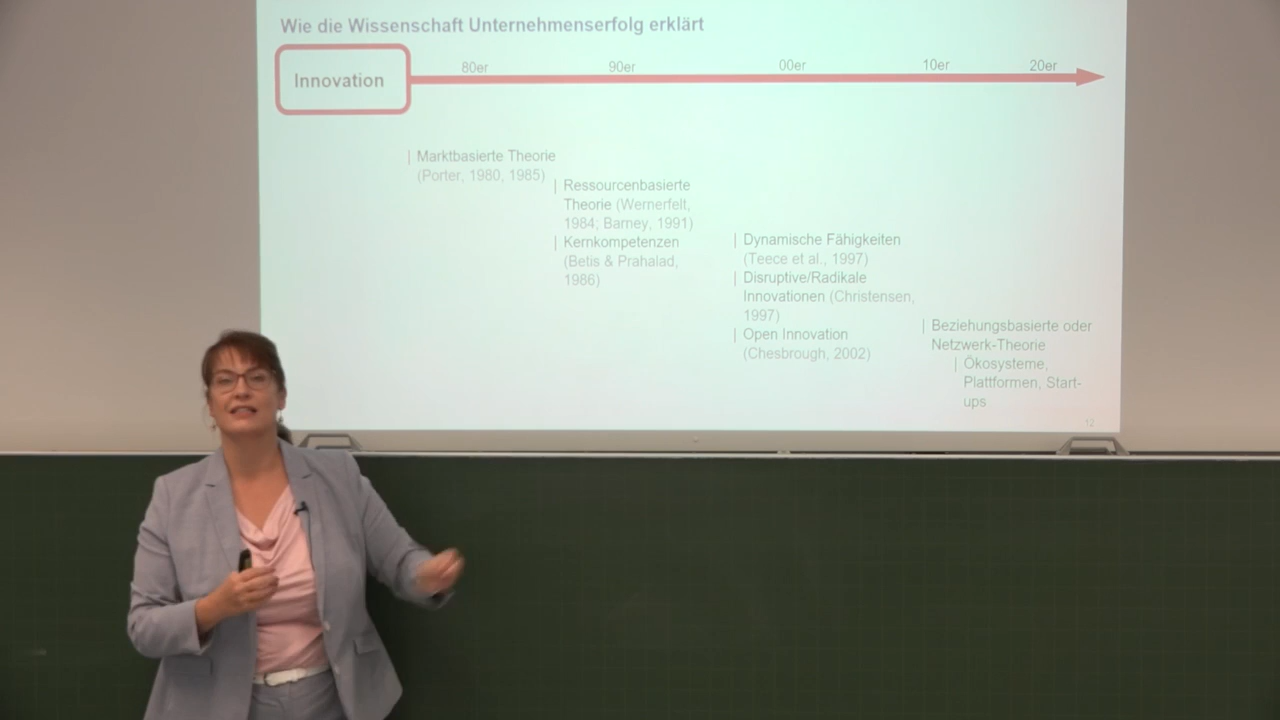 Wie die Wissenschaft Unternehmenserfolg erklärt
Innovation
80er
90er
00er
10er
20er
| Marktbasierte Theorie
(Porter, 1980, 1985)
| Ressourcenbasierte
Theorie (Wernerfelt,
1984; Barney, 1991)
| Kernkompetenzen
(Betis & Prahalad,
1986)
| Dynamische Fähigkeiten
(Teece et al., 1997)
| Disruptive/Radikale
Innovationen (Christensen,
1997)
| Open Innovation
(Chesbrough, 2002)
| Beziehungsbasierte oder
Netzwerk-Theorie
| Ökosysteme,
Plattformen, Start-
ups
12